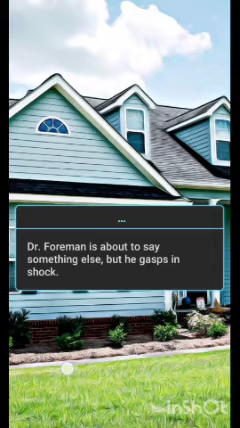 ...
Dr. Foreman is about to say
something else, but he gasps in
shock.
InShOt